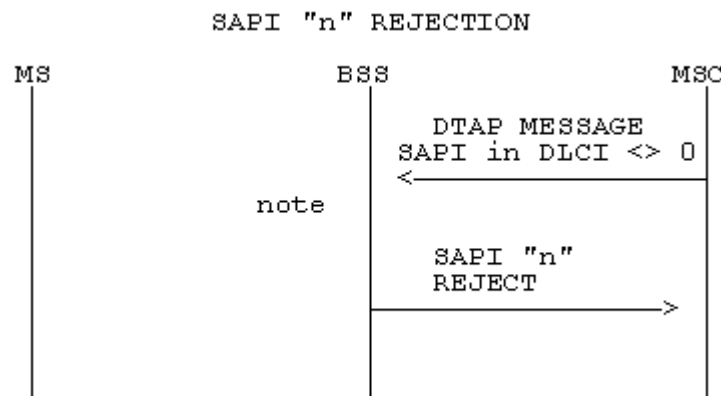 SAPI "n" REJECTION
MS BSS MSC
DTAP MESSAGE
SAPI in DLCI <> 0
note
SAPI "n"
REJECT